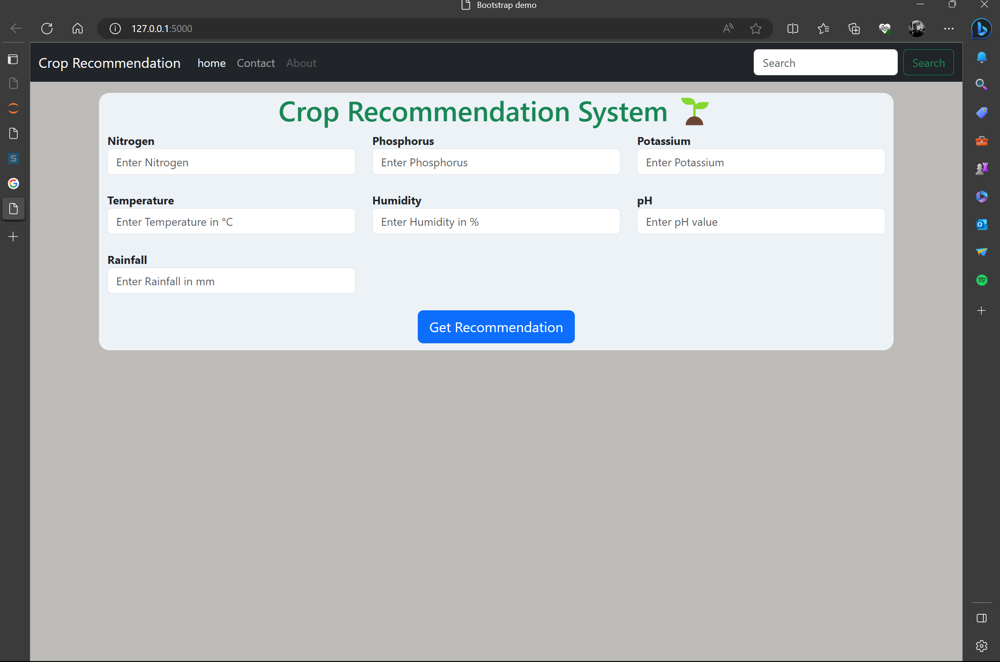 Bootstrap demo
127.0.0.1:5000
Crop Recommendation home Contact About Search Search
Crop Recommendation System
Nitrogen Phosphorus Potassium
Enter Nitrogen Enter Phosphorus Enter Potassium
Temperature Humidity pH
Enter Temperature in °C Enter Humidity in % Enter pH value
Rainfall
Enter Rainfall in mm
Get Recommendation